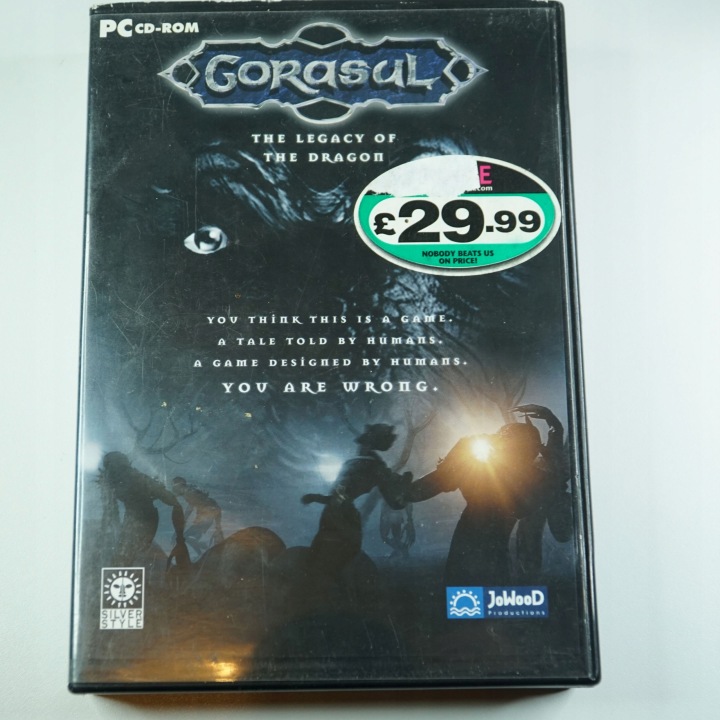 PC CD-ROM
GORASUL
THE LEGACY OF
THE DRAGON
E
.com
£29.99
NOBODY BEATS US
ON PRICE!
YOU THINK THIS IS A GAME.
A TALE TOLD BY HUMANS.
A GAME DESIGNED BY HUMANS.
YOU ARE WRONG.
SILVER
STYLE
JoWooD
Productions